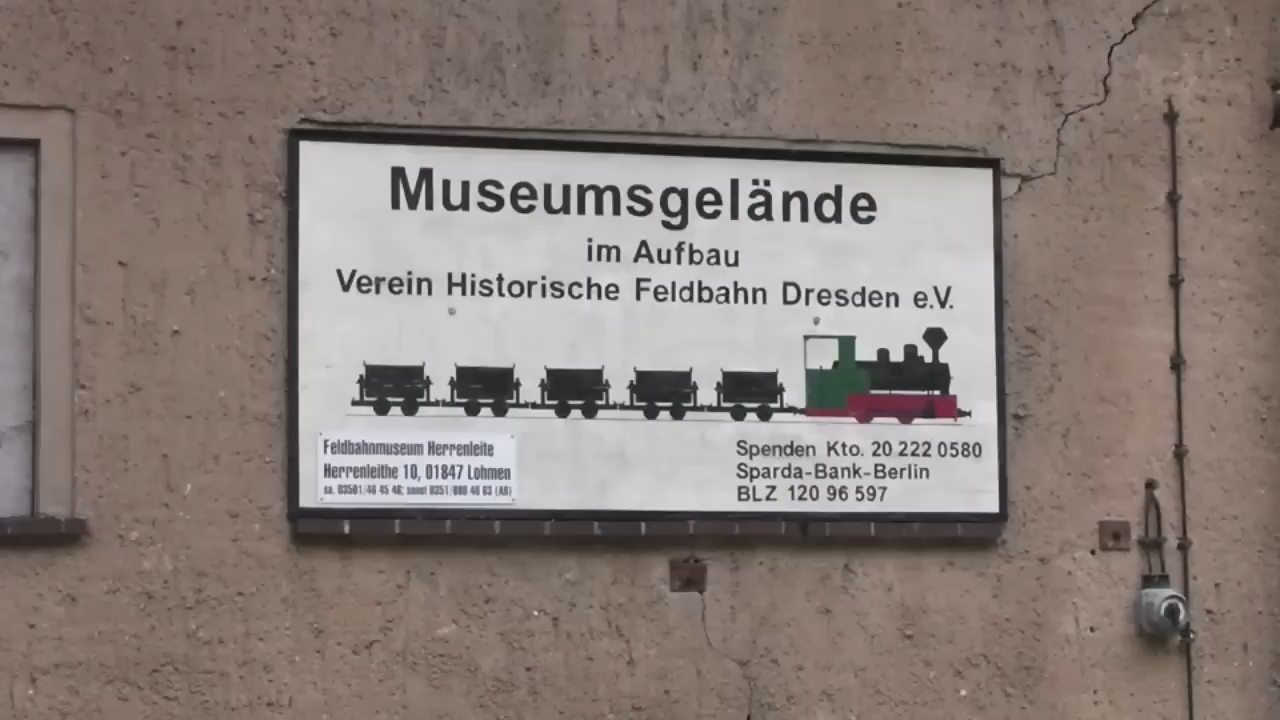 Museumsgelände
im Aufbau
Verein Historische Feldbahn Dresden e.V.
Feldbahnmuseum Herrenleite
Herrenleithe 10, 01847 Lohmen
Spenden Kto. 20 222 0580
Sparda-Bank-Berlin
BLZ 120 96 597